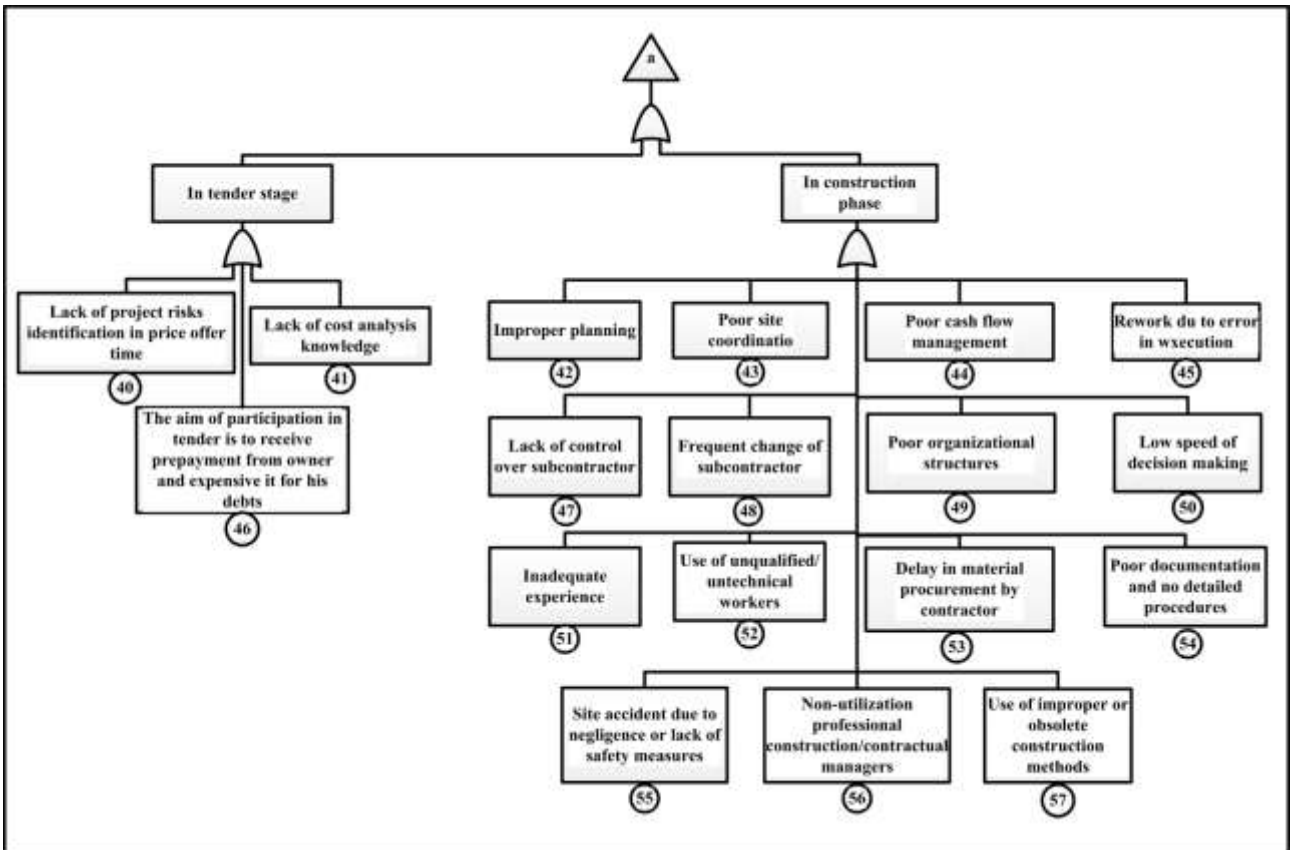 a
In tender stage
In construction
phase
Lack of project risks
identification in price offer
time
40
Lack of cost analysis
knowledge
41
The aim of participation in
tender is to receive
prepayment from owner
and expensive it for his
debts
46
Improper planning
42
Poor site
coordinatio
43
Poor cash flow
management
44
Rework du to error
in wxecution
45
Lack of control
over subcontractor
47
Frequent change of
subcontractor
48
Poor organizational
structures
49
Low speed of
decision making
50
Inadequate
experience
51
Use of unqualified/
untechnical
workers
52
Delay in material
procurement by
contractor
53
Poor documentation
and no detailed
procedures
54
Site accident due to
negligence or lack of
safety measures
55
Non-utilization
professional
construction/contractual
managers
56
Use of improper or
obsolete
construction
methods
57